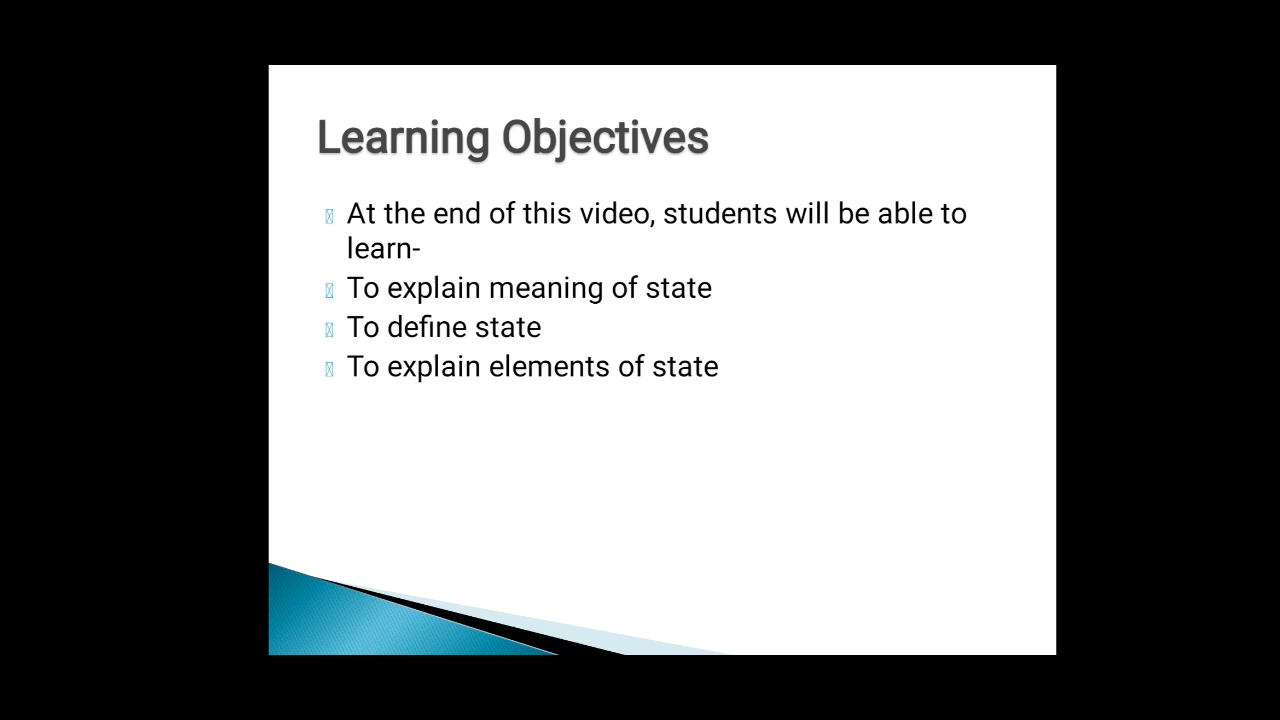 Learning Objectives
At the end of this video, students will be able to
learn-
To explain meaning of state
To define state
To explain elements of state